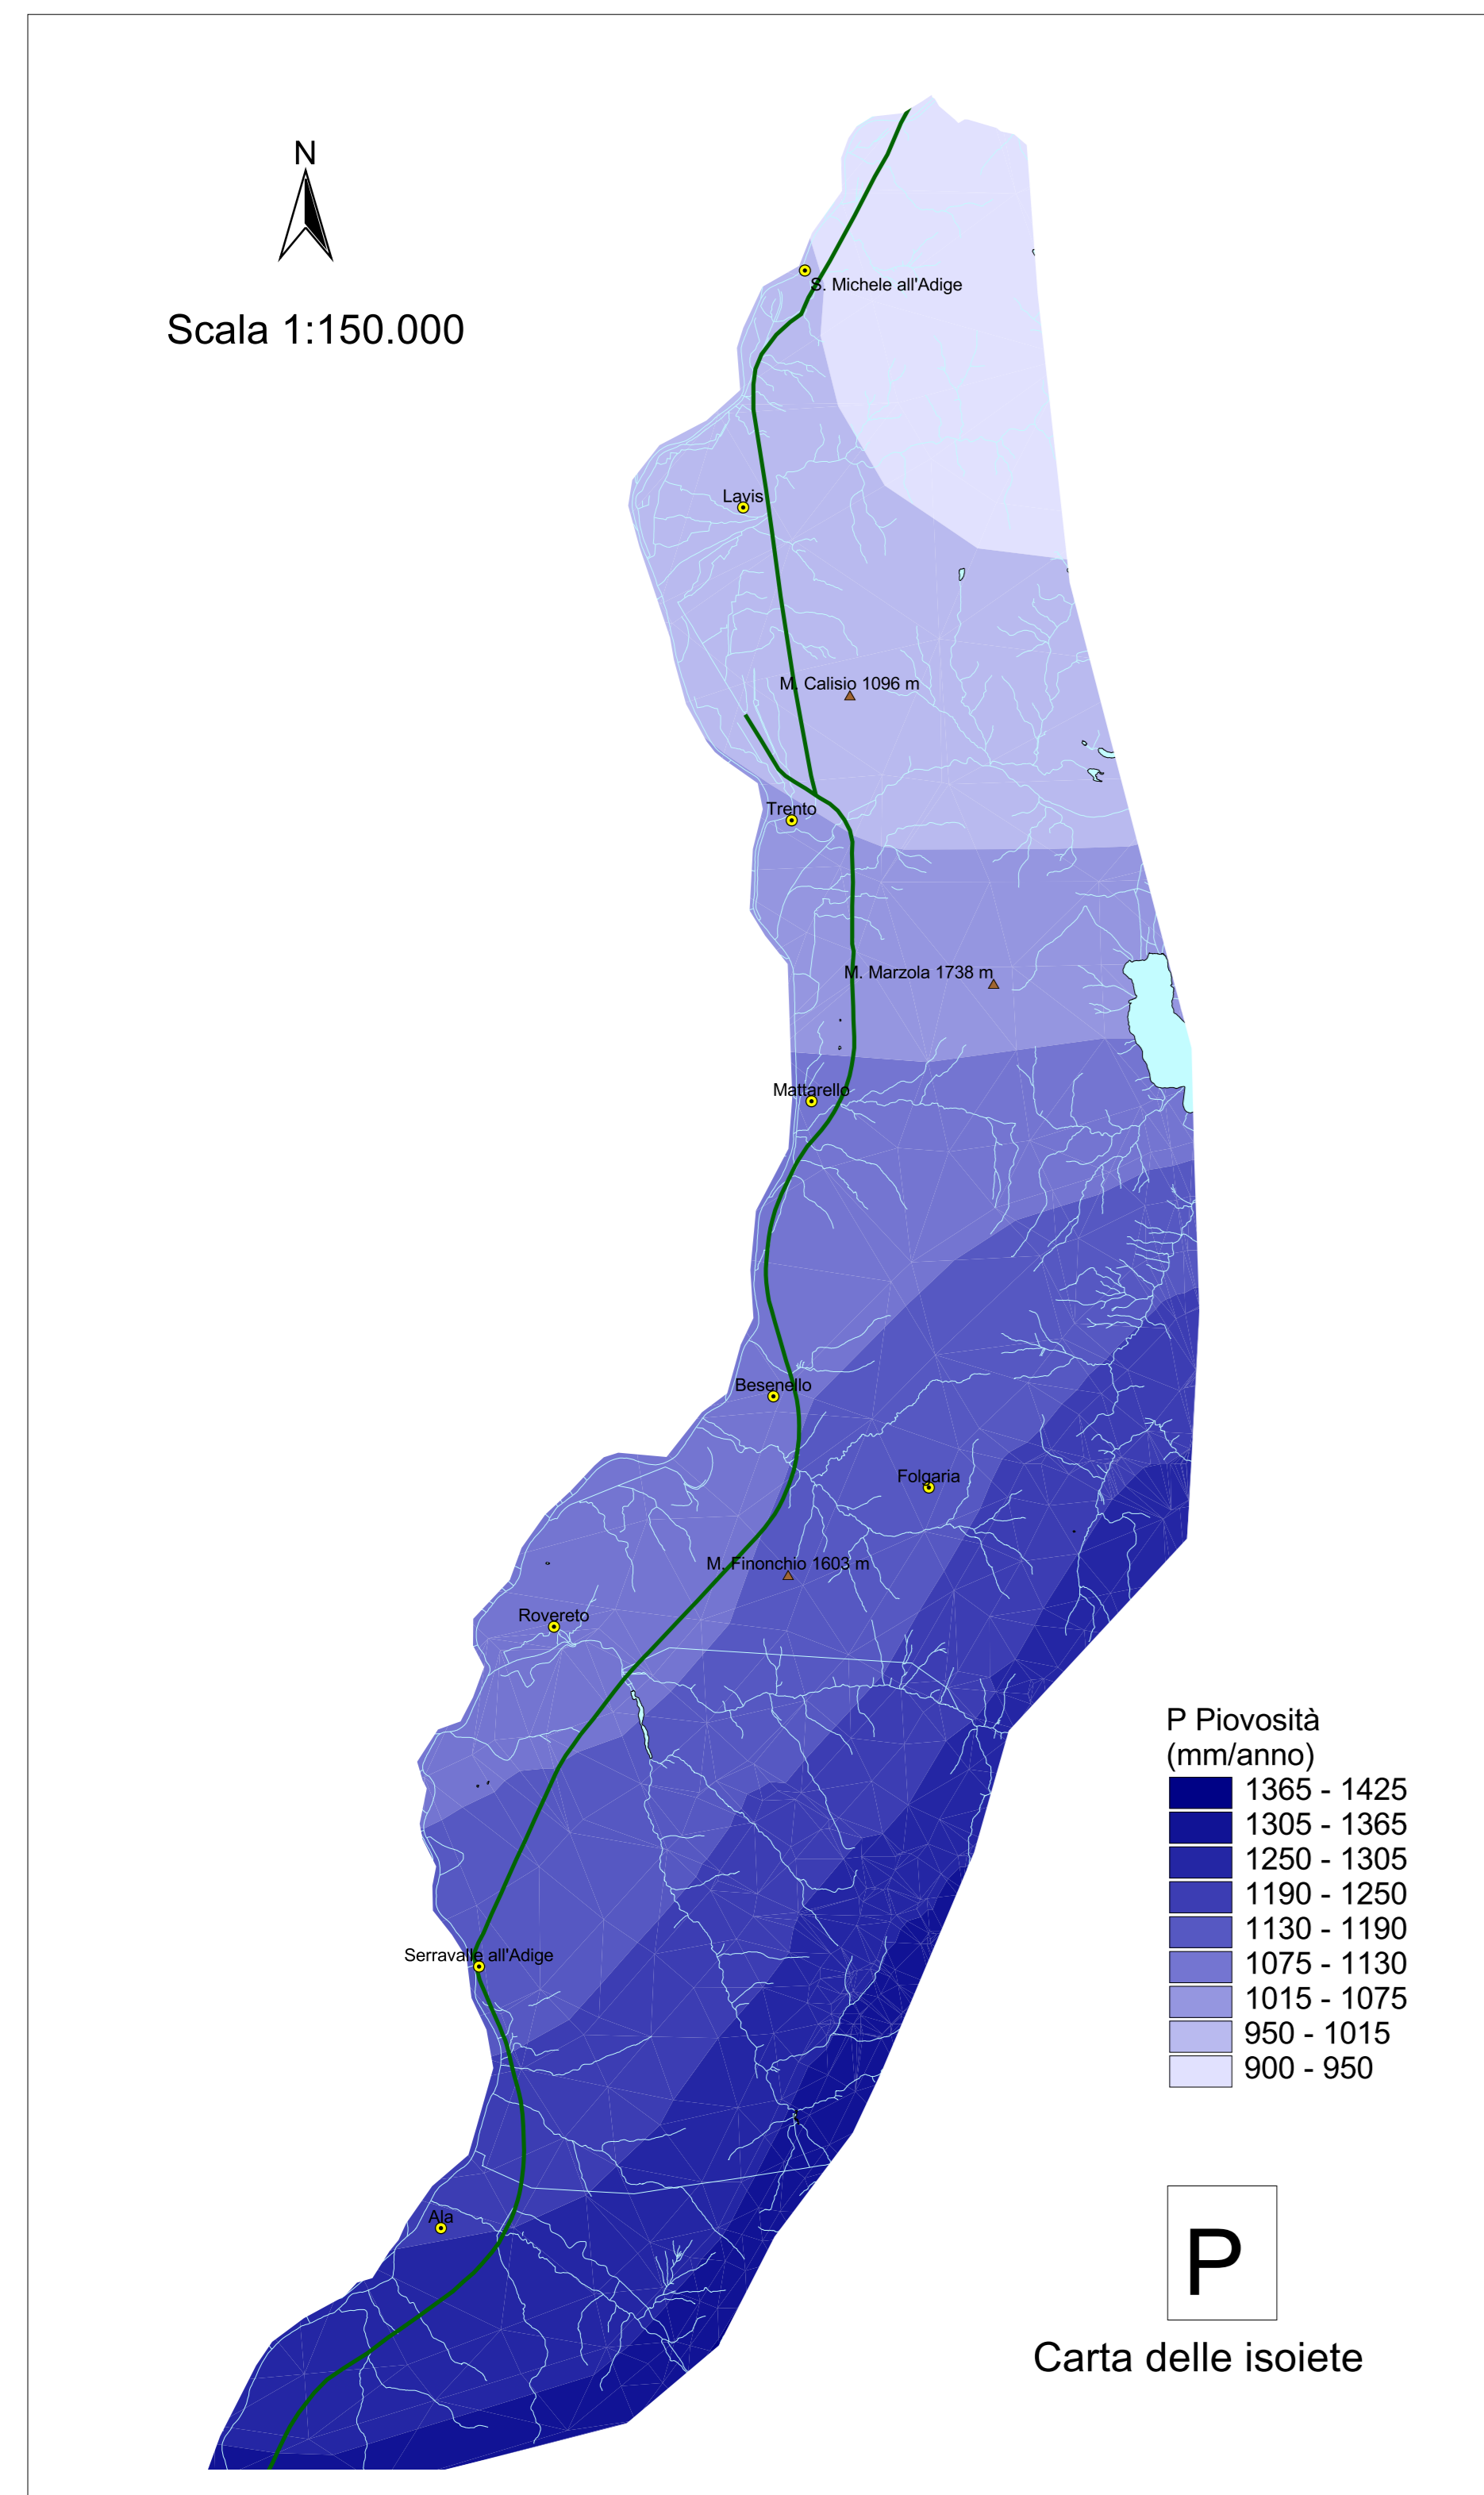 N
Scala 1:150.000
S. Michele all'Adige
Lavis
M. Calisio 1096 m
Trento
M. Marzola 1738 m
Mattarello
Besenello
Folgaria
M. Finonchio 1603 m
Rovereto
Serravalle all'Adige
Ala
P Piovosità
(mm/anno)
1365 - 1425
1305 - 1365
1250 - 1305
1190 - 1250
1130 - 1190
1075 - 1130
1015 - 1075
950 - 1015
900 - 950
P
Carta delle isoiete